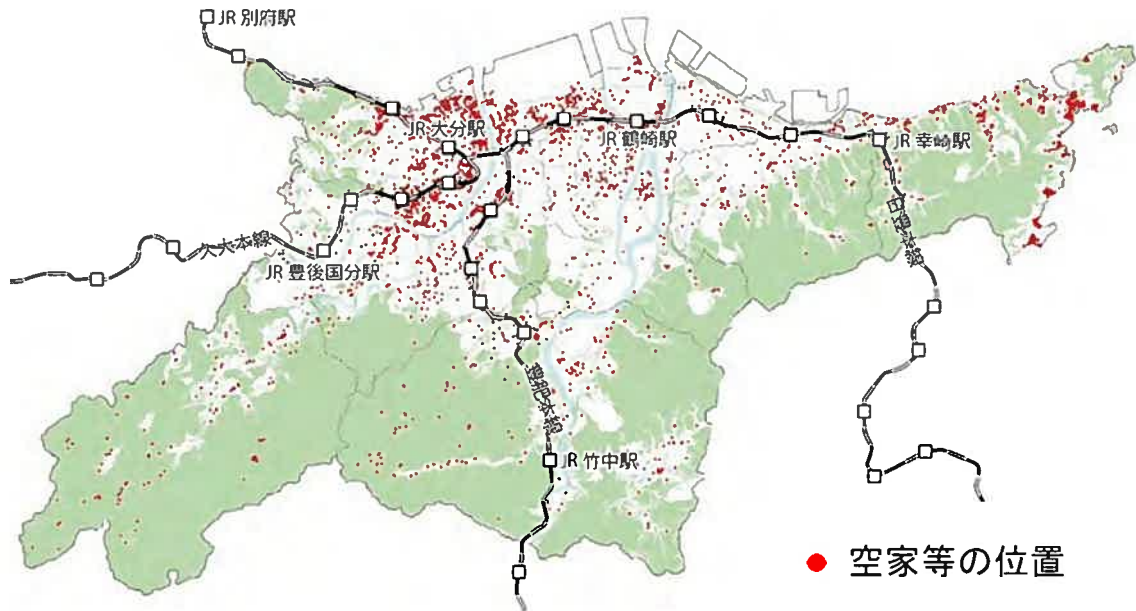 JR 別府駅
JR 大分駅
JR 鶴崎駅
JR 幸崎駅
久大本線
JR 豊後国分駅
日豊本線
豊肥本線
JR 竹中駅
空家等の位置